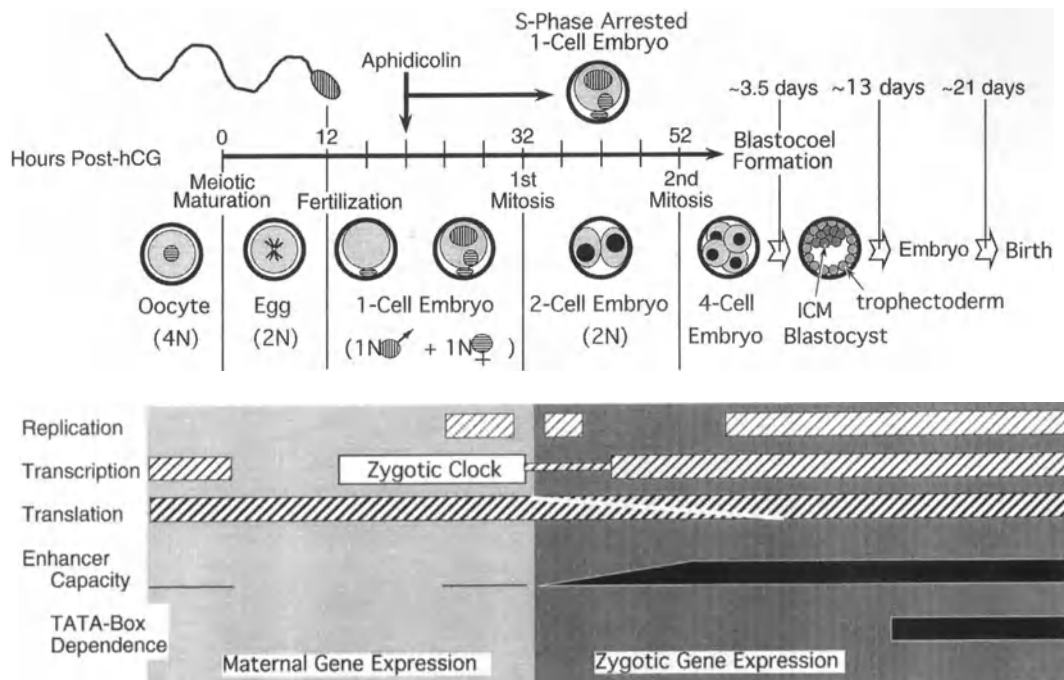 S-Phase Arrested
1-Cell Embryo
Aphidicolin
~3.5 days ~13 days ~21 days
0 12 32 52
Hours Post-hCG
Blastocoel
Formation
Meiotic
Maturation
Fertilization
1st
Mitosis
2nd
Mitosis
Oocyte
(4N)
Egg
(2N)
1-Cell Embryo
(1N♂ + 1N♀)
2-Cell Embryo
(2N)
4-Cell
Embryo
ICM
Blastocyst
trophectoderm
Embryo
Birth
Replication
Transcription
Zygotic Clock
Translation
Enhancer
Capacity
TATA-Box
Dependence
Maternal Gene Expression
Zygotic Gene Expression